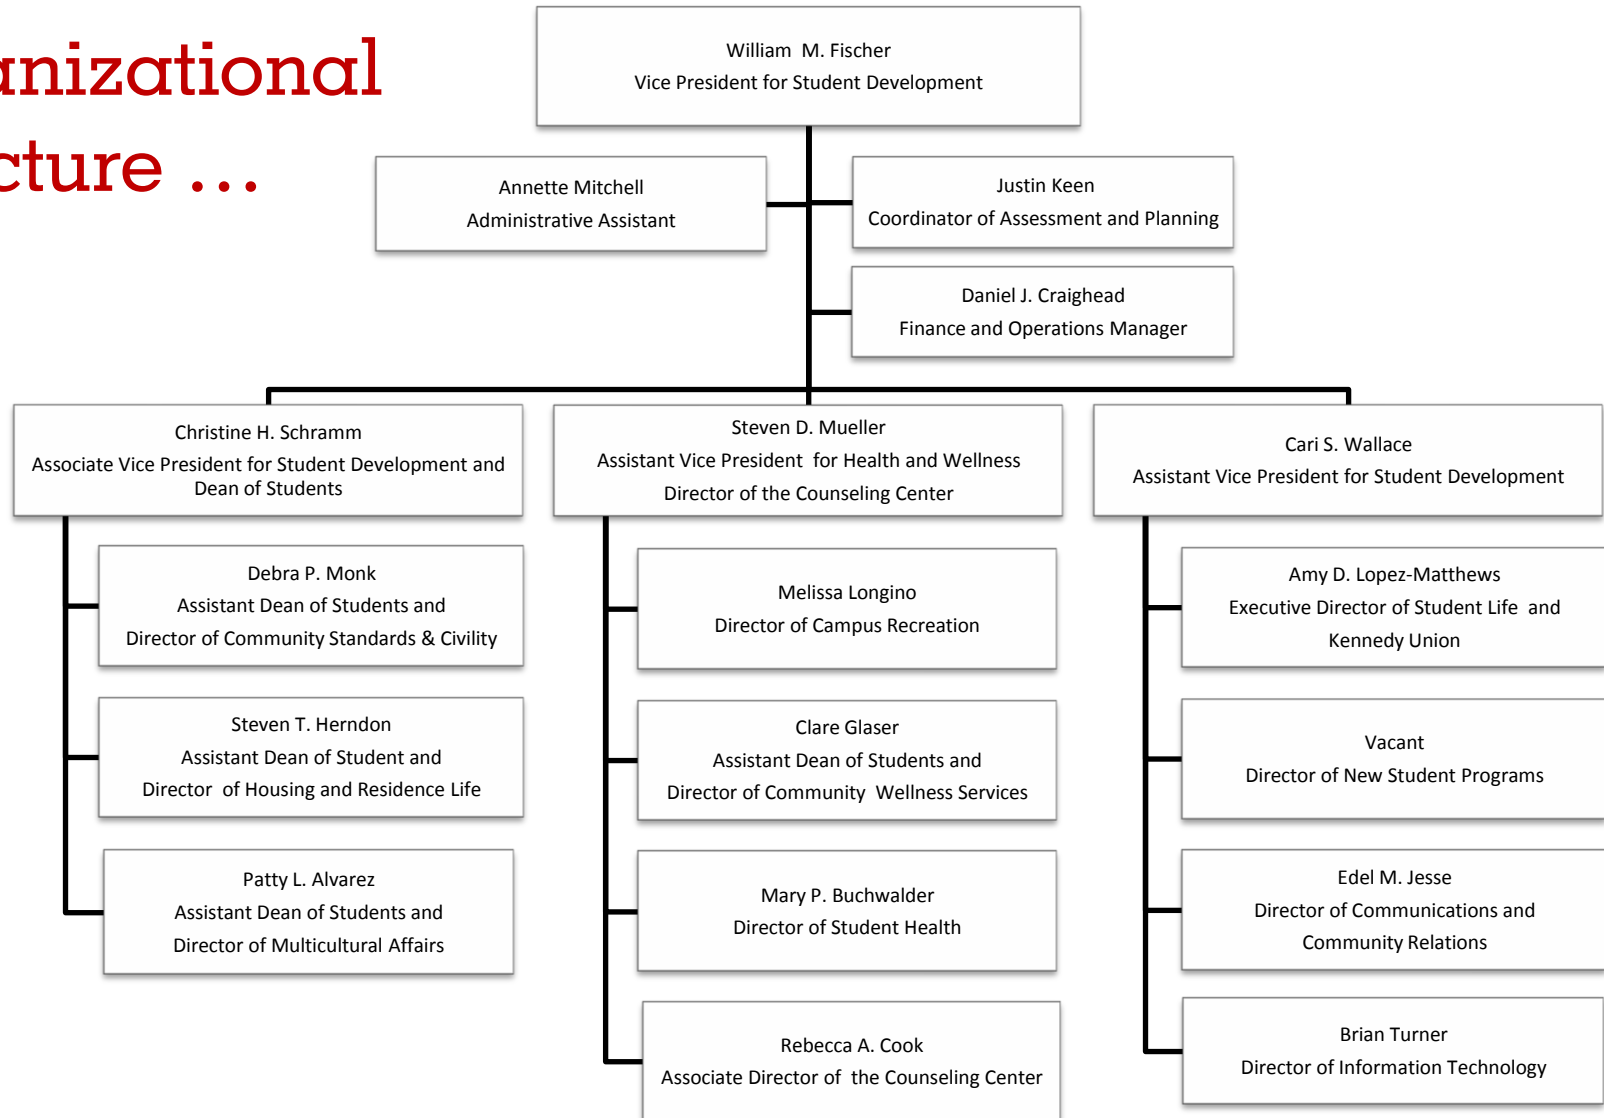 anizational
cture ...
William M. Fischer
Vice President for Student Development
Annette Mitchell
Administrative Assistant
Justin Keen
Coordinator of Assessment and Planning
Daniel J. Craighead
Finance and Operations Manager
Christine H. Schramm
Associate Vice President for Student Development and
Dean of Students
Debra P. Monk
Assistant Dean of Students and
Director of Community Standards & Civility
Steven T. Herndon
Assistant Dean of Student and
Director of Housing and Residence Life
Patty L. Alvarez
Assistant Dean of Students and
Director of Multicultural Affairs
Steven D. Mueller
Assistant Vice President for Health and Wellness
Director of the Counseling Center
Melissa Longino
Director of Campus Recreation
Clare Glaser
Assistant Dean of Students and
Director of Community Wellness Services
Mary P. Buchwalder
Director of Student Health
Rebecca A. Cook
Associate Director of the Counseling Center
Cari S. Wallace
Assistant Vice President for Student Development
Amy D. Lopez-Matthews
Executive Director of Student Life and
Kennedy Union
Vacant
Director of New Student Programs
Edel M. Jesse
Director of Communications and
Community Relations
Brian Turner
Director of Information Technology